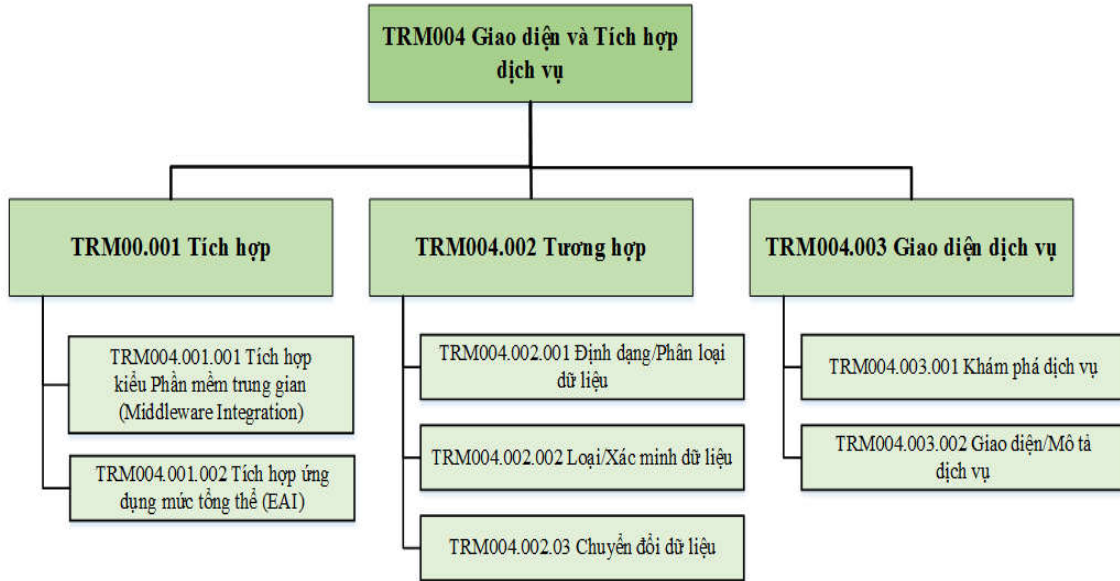 TRM004 Giao diện và Tích hợp
dịch vụ
TRM00.001 Tích hợp
TRM004.002 Tương hợp
TRM004.003 Giao diện dịch vụ
TRM004.001.001 Tích hợp
kiểu Phần mềm trung gian
(Middleware Integration)
TRM004.001.002 Tích hợp ứng
dụng mức tổng thể (EAI)
TRM004.002.001 Định dạng/Phân loại
dữ liệu
TRM004.002.002 Loại/Xác minh dữ liệu
TRM004.002.03 Chuyển đổi dữ liệu
TRM004.003.001 Khám phá dịch vụ
TRM004.003.002 Giao diện/Mô tả
dịch vụ